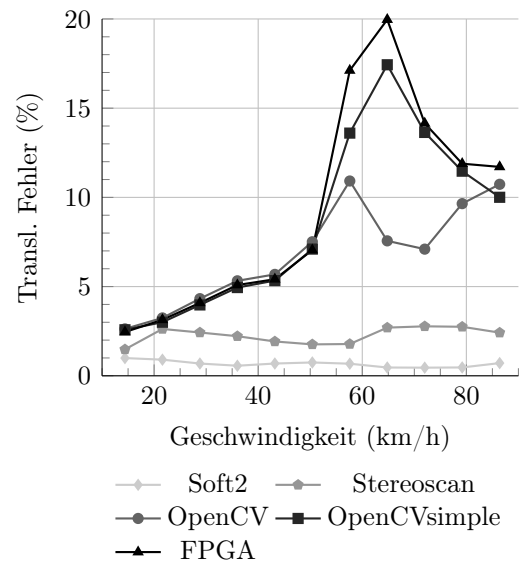 20
15
10
5
0
Transl. Fehler (%)
20 40 60 80
Geschwindigkeit (km/h)
Soft2 Stereoscan
OpenCV OpenCVsimple
FPGA